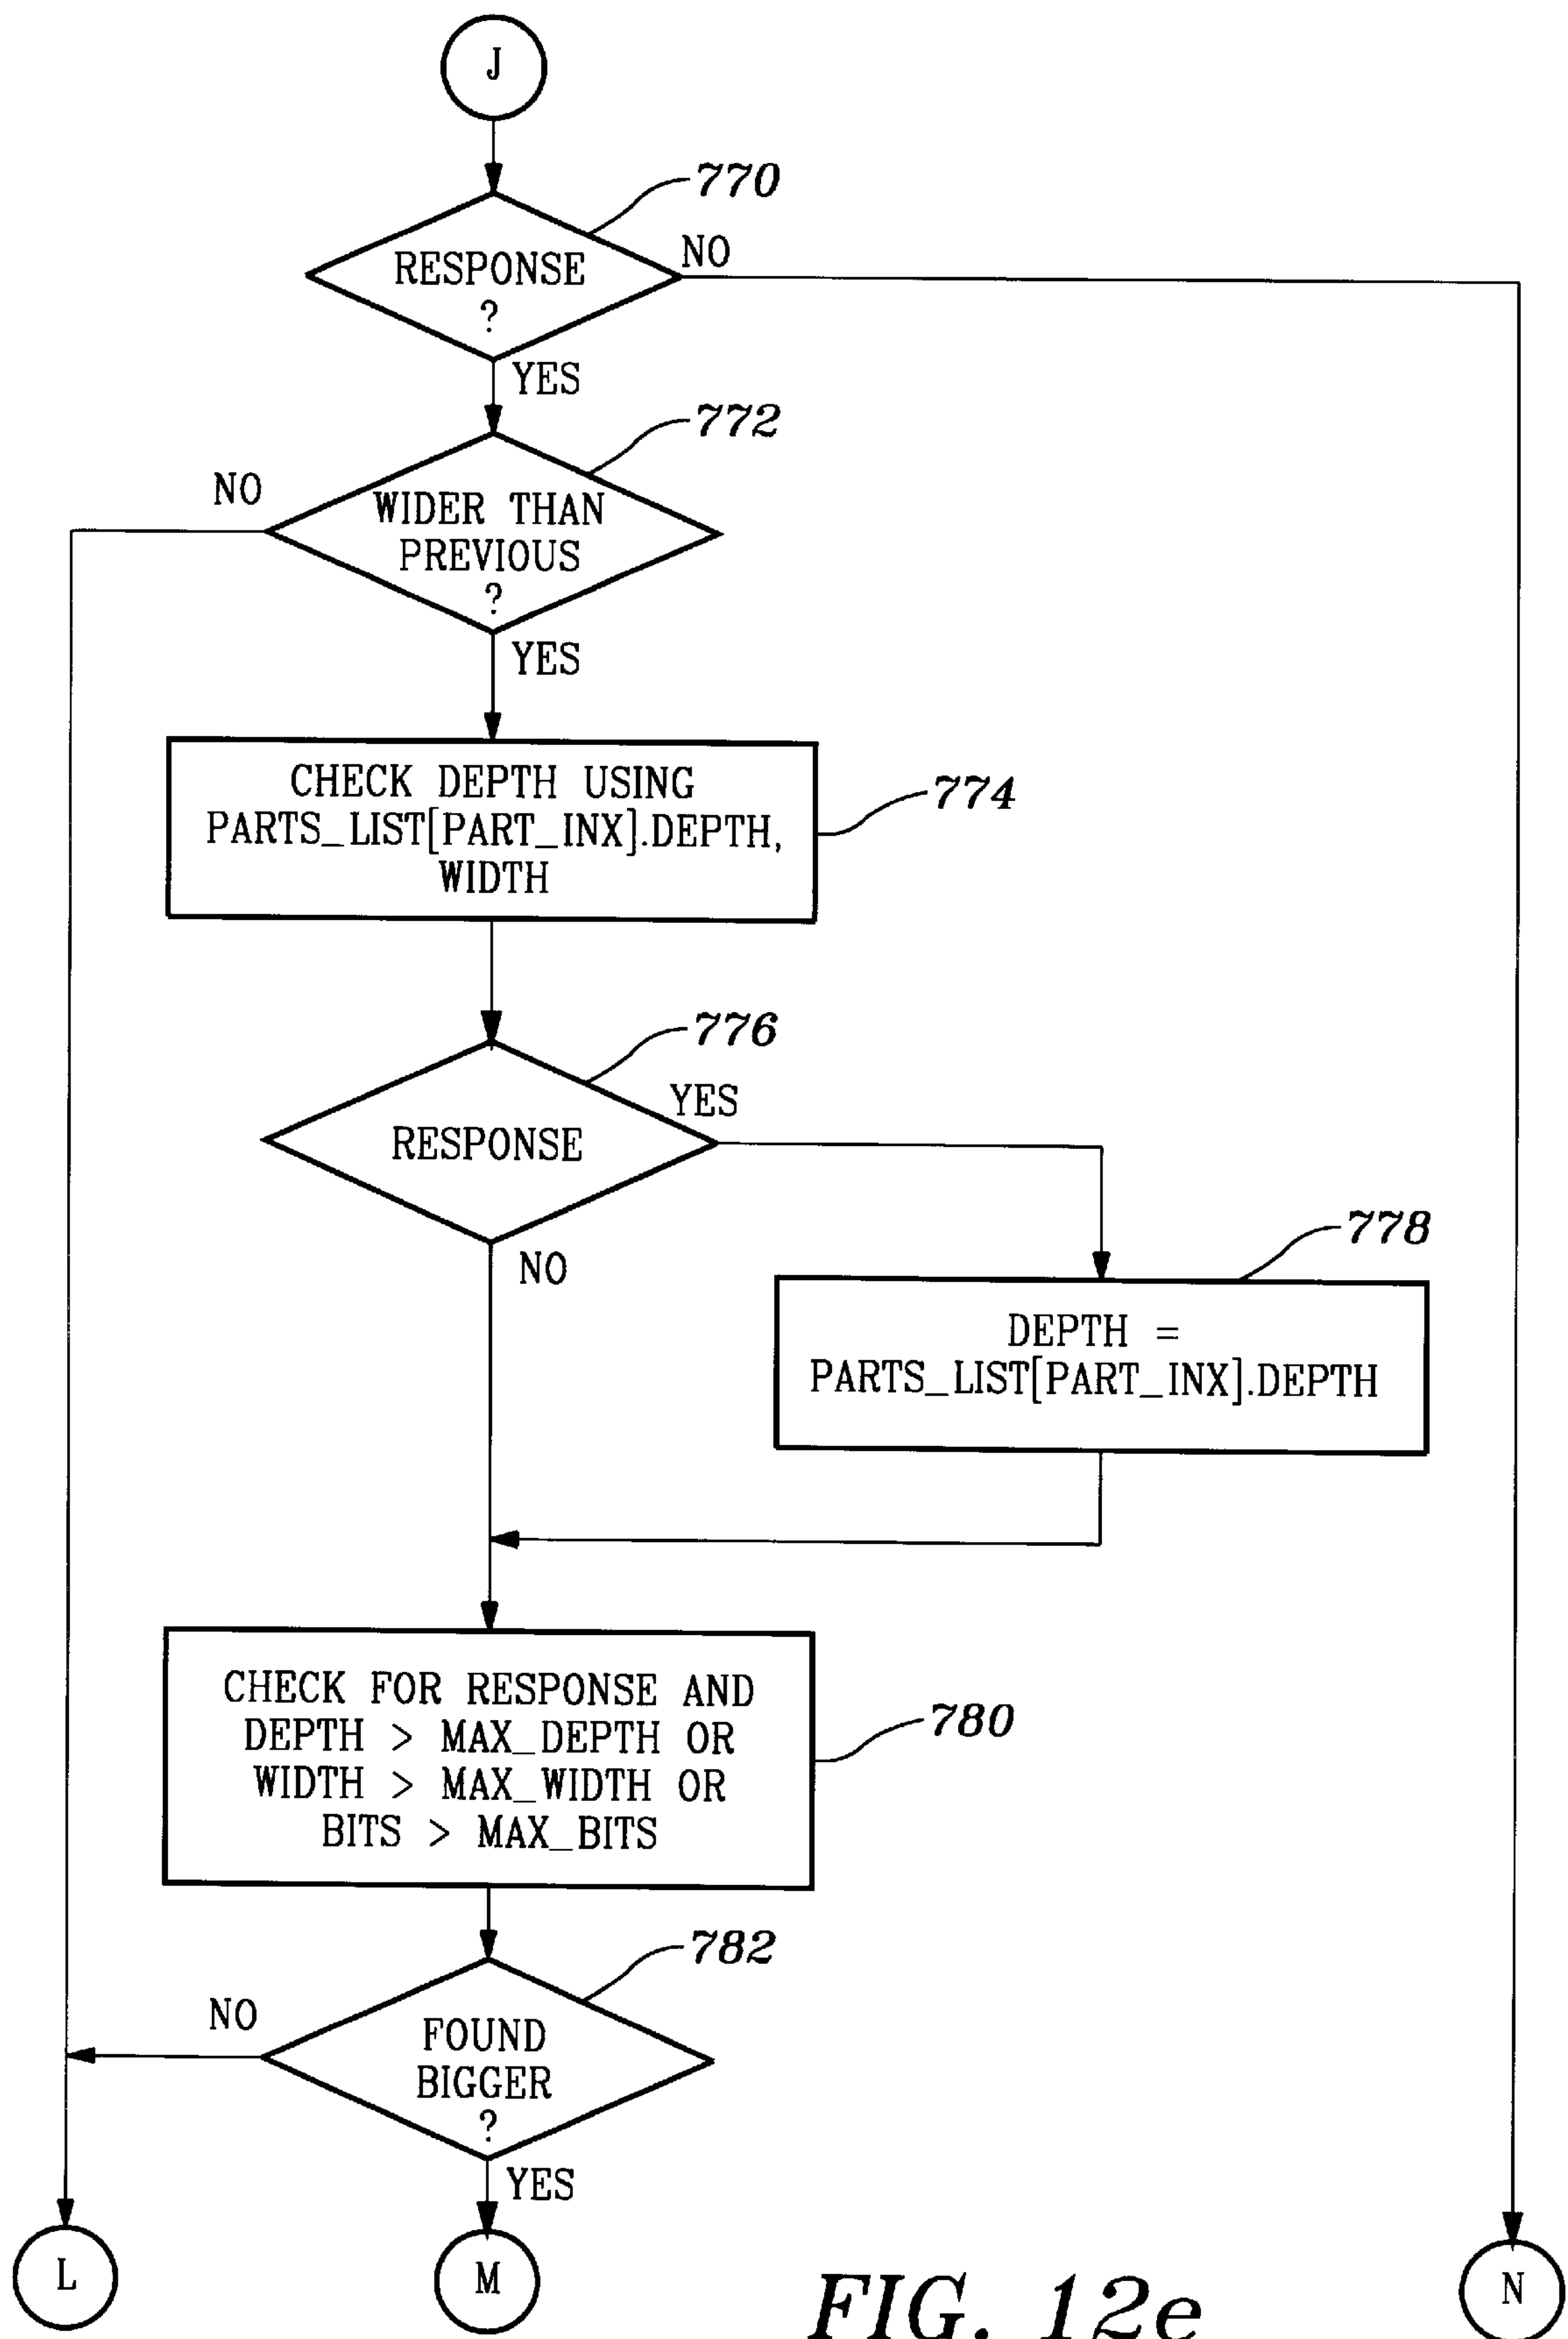 J
770
RESPONSE
?
NO
YES
772
NO
WIDER THAN
PREVIOUS
?
YES
CHECK DEPTH USING
PARTS_LIST[PART_INX].DEPTH,
WIDTH
774
776
YES
RESPONSE
NO
778
DEPTH =
PARTS_LIST[PART_INX].DEPTH
CHECK FOR RESPONSE AND
DEPTH > MAX_DEPTH OR
WIDTH > MAX_WIDTH OR
BITS > MAX_BITS
780
782
NO
FOUND
BIGGER
?
YES
L
M
N
FIG. 12e